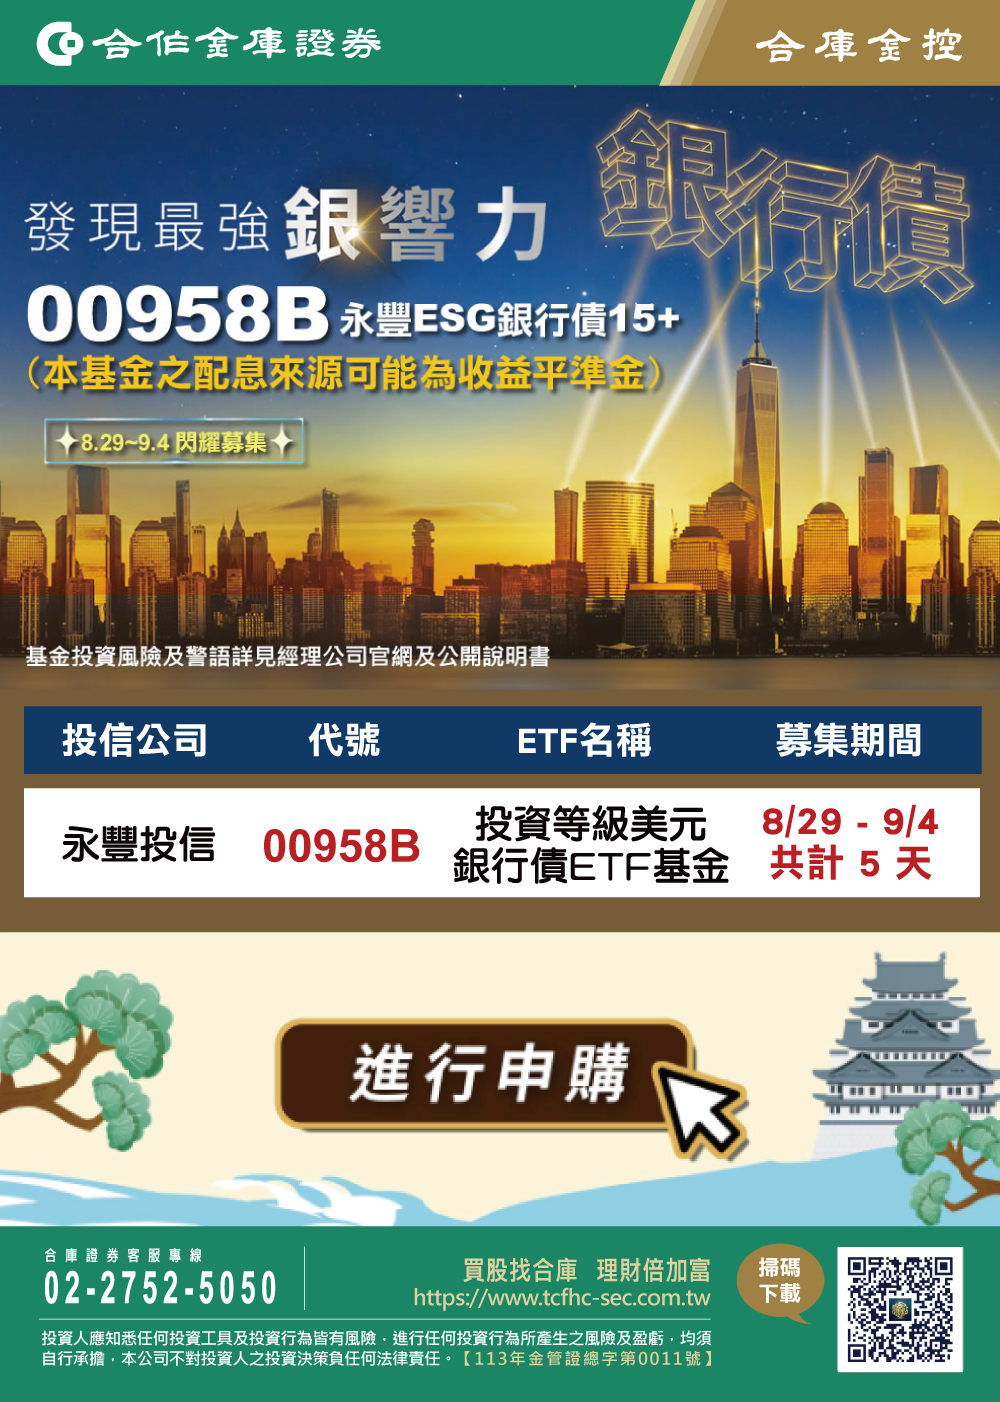 合作金庫證券
合庫金控
銀行債
發現最強銀響力
00958B 永豐ESG銀行債15+
(本基金之配息來源可能為收益平準金)
8.29~9.4 閃耀募集
基金投資風險及警語詳見經理公司官網及公開說明書
投信公司 代號 ETF名稱 募集期間
永豐投信 00958B 投資等級美元 8/29 - 9/4
銀行債ETF基金 共計 5 天
進行申購
合庫證券客服專線
02-2752-5050
買股找合庫 理財倍加富
https://www.tcfhc-sec.com.tw
掃碼
下載
投資人應知悉任何投資工具及投資行為皆有風險，進行任何投資行為所產生之風險及盈虧，均須
自行承擔，本公司不對投資人之投資決策負任何法律責任。【113年金管證總字第0011號】